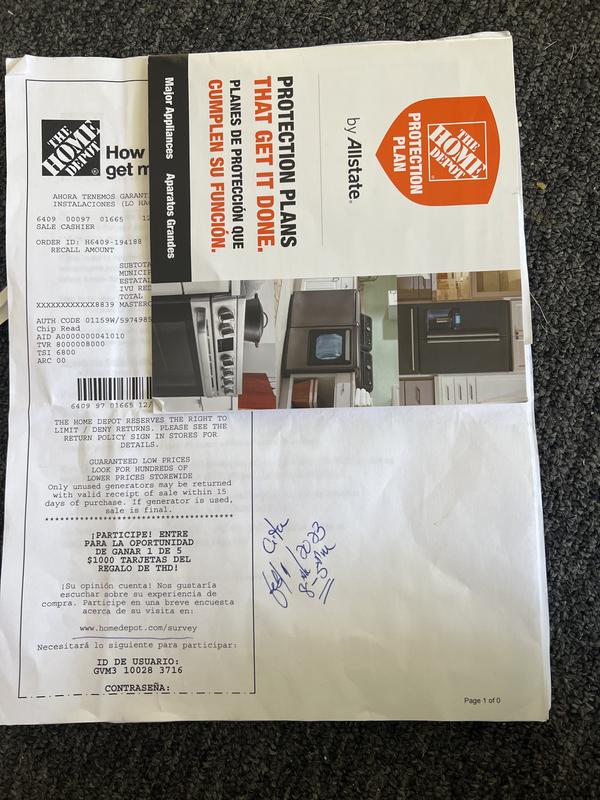 THE
HOME
DEPOT
How
get m
AHORA TENEMOS GARANT
INSTALACIONES (LO HA
6409 00097 01665 12
SALE CASHIER
ORDER ID: H6409-194188
RECALL AMOUNT
SUBTOTA
MUNICIP
ESTATAL
IVU RED
TOTAL
XXXXXXXXXXXX8839 MASTERC
AUTH CODE 01159W/5974985
Chip Read
AID A0000000041010
TVR 8000008000
TSI 6800
ARC 00
6409 97 01665 12/
THE HOME DEPOT RESERVES THE RIGHT TO
LIMIT / DENY RETURNS. PLEASE SEE THE
RETURN POLICY SIGN IN STORES FOR
DETAILS.
GUARANTEED LOW PRICES
LOOK FOR HUNDREDS OF
LOWER PRICES STOREWIDE
Only unused generators may be returned
with valid receipt of sale within 15
days of purchase. If generator is used,
sale is final.
****************************************
¡PARTICIPE! ENTRE
PARA LA OPORTUNIDAD
DE GANAR 1 DE 5
$1000 TARJETAS DEL
REGALO DE THD!
¡Su opinión cuenta! Nos gustaría
escuchar sobre su experiencia de
compra. Participe en una breve encuesta
acerca de su visita en:
www.homedepot.com/survey
Necesitará lo siguiente para participar:
ID DE USUARIO:
GVM3 10028 3716
CONTRASEÑA:
THE
HOME
DEPOT
PROTECTION
PLAN
by Allstate®
PROTECTION PLANS
THAT GET IT DONE.
PLANES DE PROTECCIÓN QUE
CUMPLEN SU FUNCIÓN.
Major Appliances Aparatos Grandes
Cita
2023
Page 1 of 0